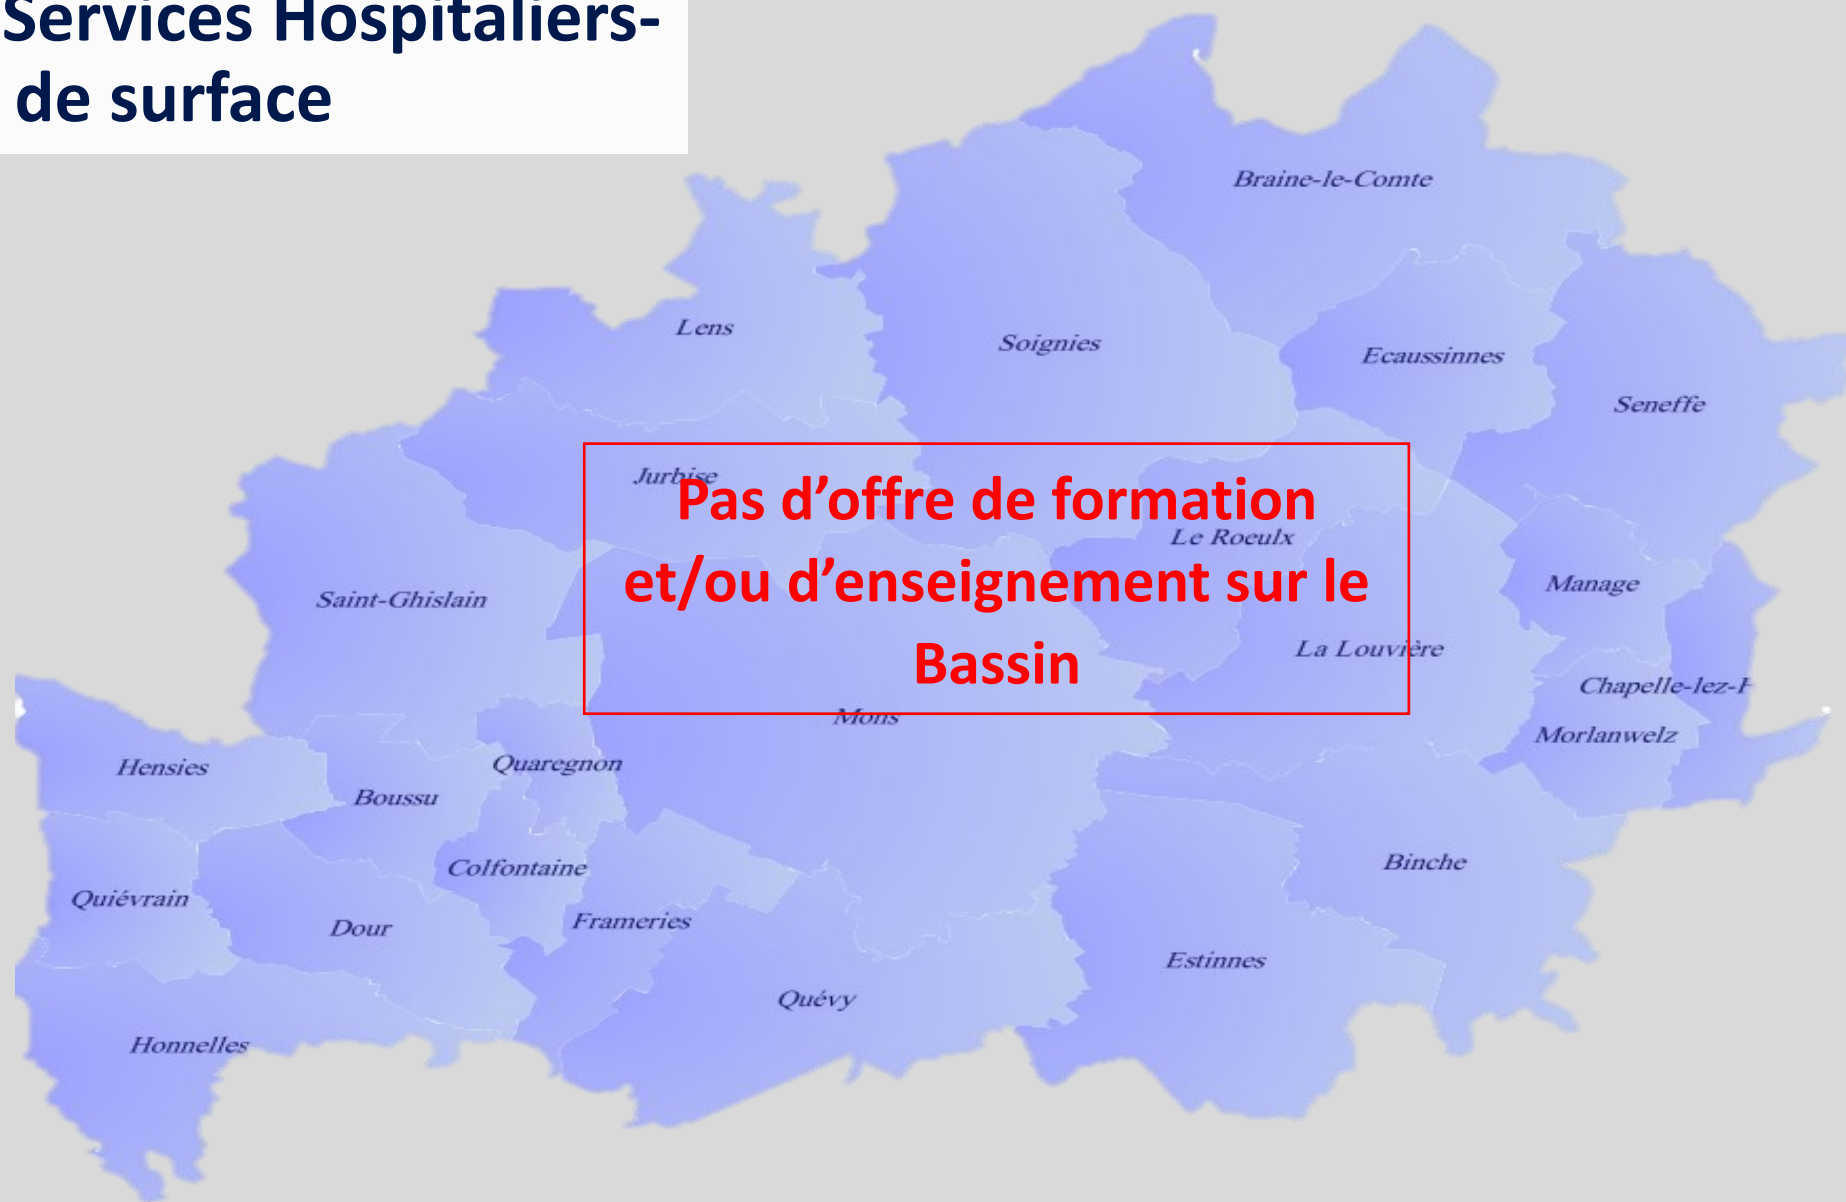 Services Hospitaliers-
de surface
Braine-le-Comte
Lens
Soignies
Ecaussinnes
Seneffe
Jurbise
Pas d’offre de formation
et/ou d’enseignement sur le
Bassin
Le Roeulx
Manage
Saint-Ghislain
La Louvière
Chapelle-lez-H
Mons
Morlanwelz
Hensies
Quaregnon
Boussu
Binche
Colfontaine
Quiévrain
Frameries
Dour
Estinnes
Quévy
Honnelles